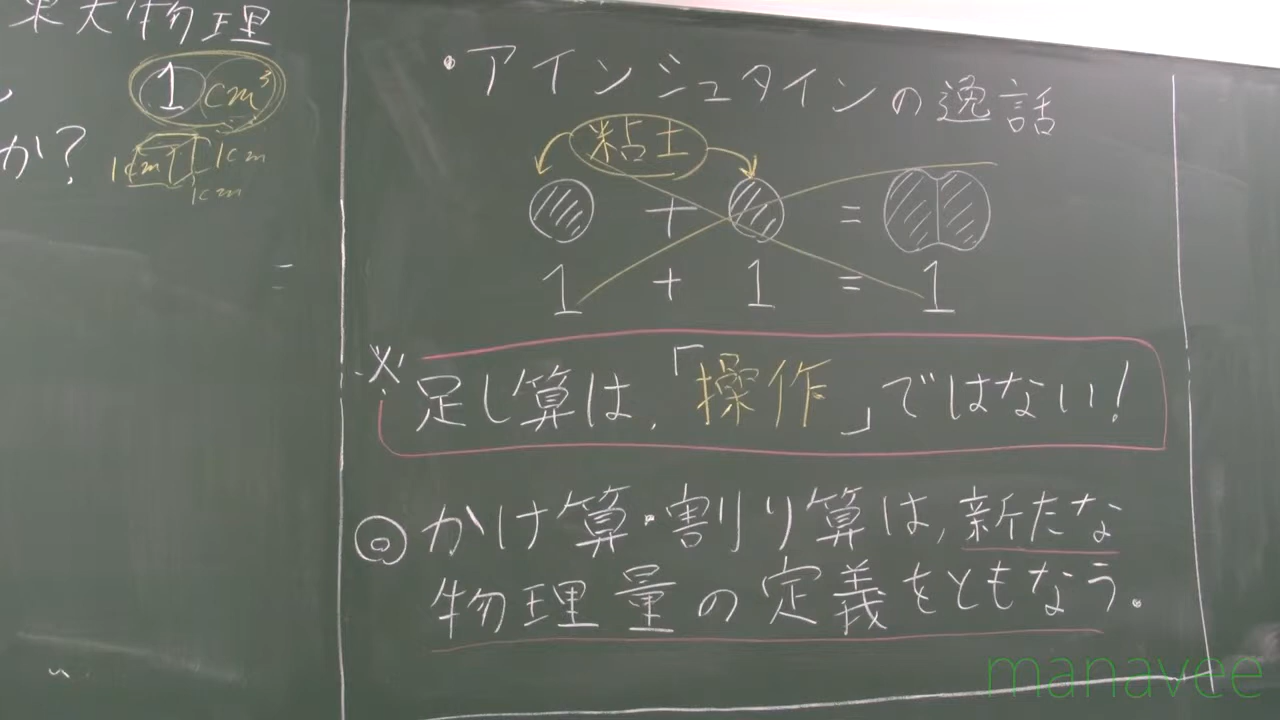 東大物理
1 cm³
か?
1cm 1cm
1cm
・アインシュタインの逸話
粘土
+ =
1 + 1 = 1
※足し算は,「操作」ではない!
◎かけ算・割り算は,新たな
物理量の定義をともなう.
manavee